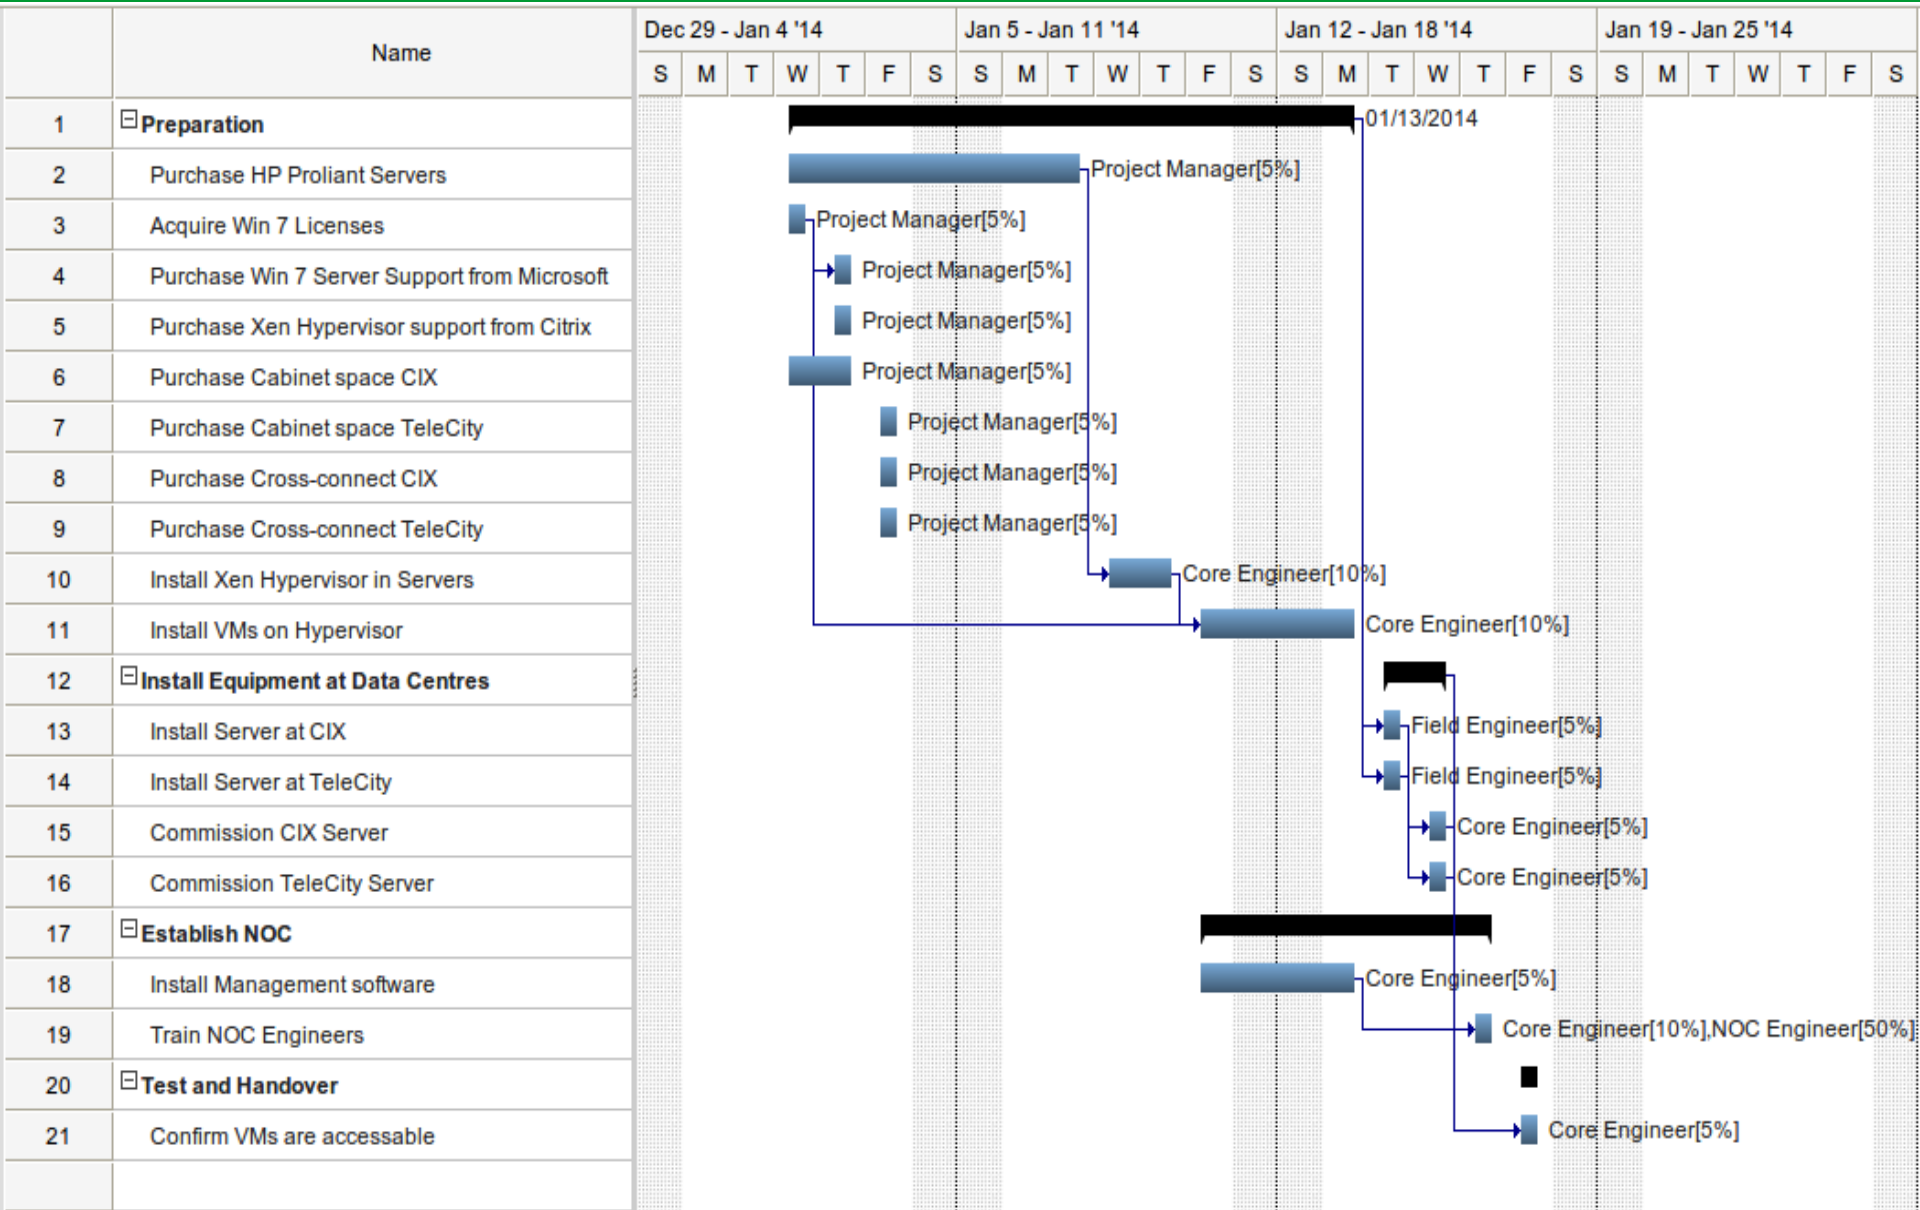 Name
Dec 29 - Jan 4 '14 Jan 5 - Jan 11 '14 Jan 12 - Jan 18 '14 Jan 19 - Jan 25 '14
S M T W T F S S M T W T F S S M T W T F S S M T W T F S
1 Preparation 01/13/2014
2 Purchase HP Proliant Servers Project Manager[5%]
3 Acquire Win 7 Licenses Project Manager[5%]
4 Purchase Win 7 Server Support from Microsoft Project Manager[5%]
5 Purchase Xen Hypervisor support from Citrix Project Manager[5%]
6 Purchase Cabinet space CIX Project Manager[5%]
7 Purchase Cabinet space TeleCity Project Manager[5%]
8 Purchase Cross-connect CIX Project Manager[5%]
9 Purchase Cross-connect TeleCity Project Manager[5%]
10 Install Xen Hypervisor in Servers Core Engineer[10%]
11 Install VMs on Hypervisor Core Engineer[10%]
12 Install Equipment at Data Centres
13 Install Server at CIX Field Engineer[5%]
14 Install Server at TeleCity Field Engineer[5%]
15 Commission CIX Server Core Engineer[5%]
16 Commission TeleCity Server Core Engineer[5%]
17 Establish NOC
18 Install Management software Core Engineer[5%]
19 Train NOC Engineers Core Engineer[10%],NOC Engineer[50%]
20 Test and Handover
21 Confirm VMs are accessable Core Engineer[5%]